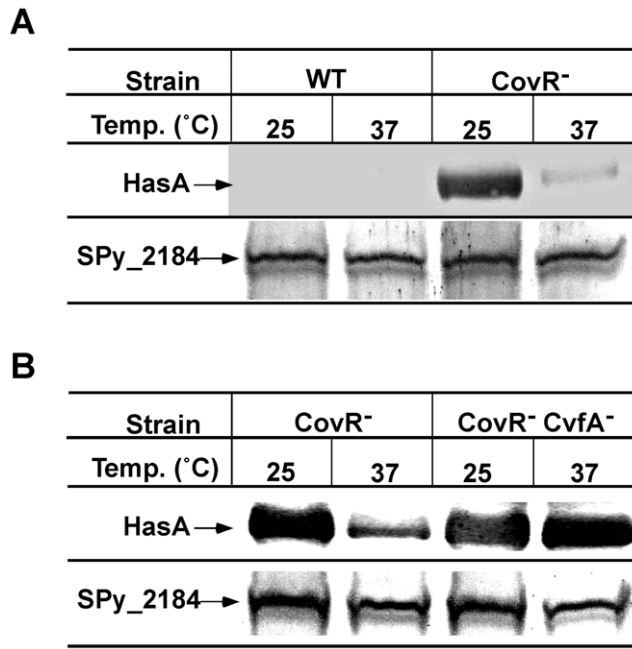 A
Strain WT CovR⁻
Temp. (˚C) 25 37 25 37
HasA
SPy_2184
B
Strain CovR⁻ CovR⁻ CvfA⁻
Temp. (˚C) 25 37 25 37
HasA
SPy_2184